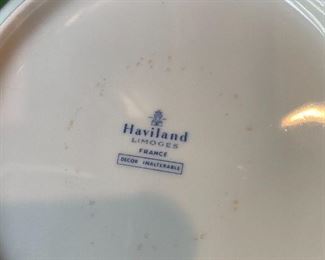 Haviland
LIMOGES
FRANCE
DECOR INALTERABLE